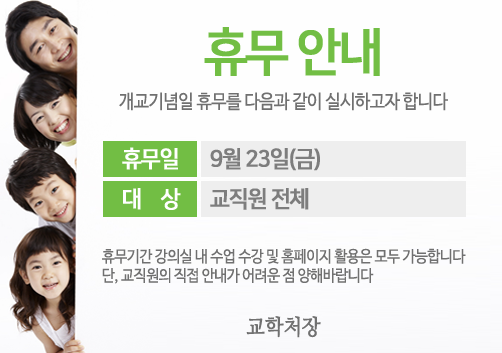 휴무 안내
개교기념일 휴무를 다음과 같이 실시하고자 합니다
휴무일 9월 23일(금)
대 상 교직원 전체
휴무기간 강의실 내 수업 수강 및 홈페이지 활용은 모두 가능합니다
단, 교직원의 직접 안내가 어려운 점 양해바랍니다
교학처장